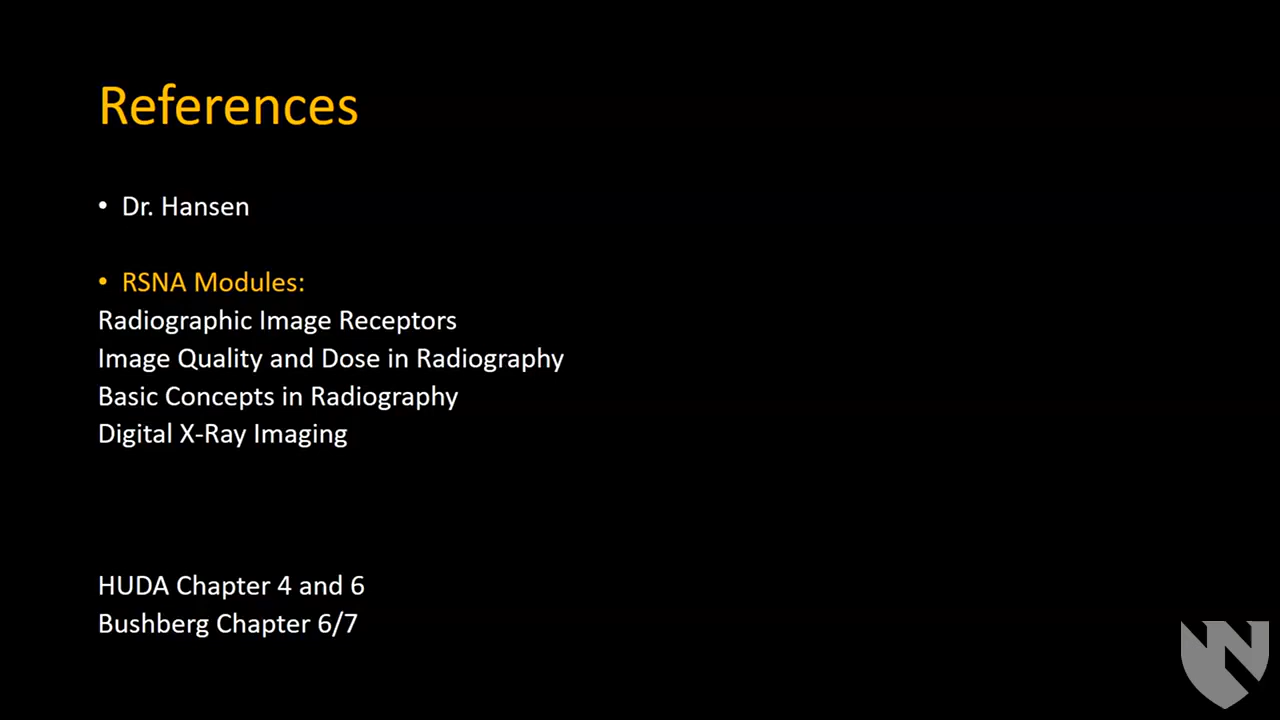 References
• Dr. Hansen
• RSNA Modules:
Radiographic Image Receptors
Image Quality and Dose in Radiography
Basic Concepts in Radiography
Digital X-Ray Imaging
HUDA Chapter 4 and 6
Bushberg Chapter 6/7